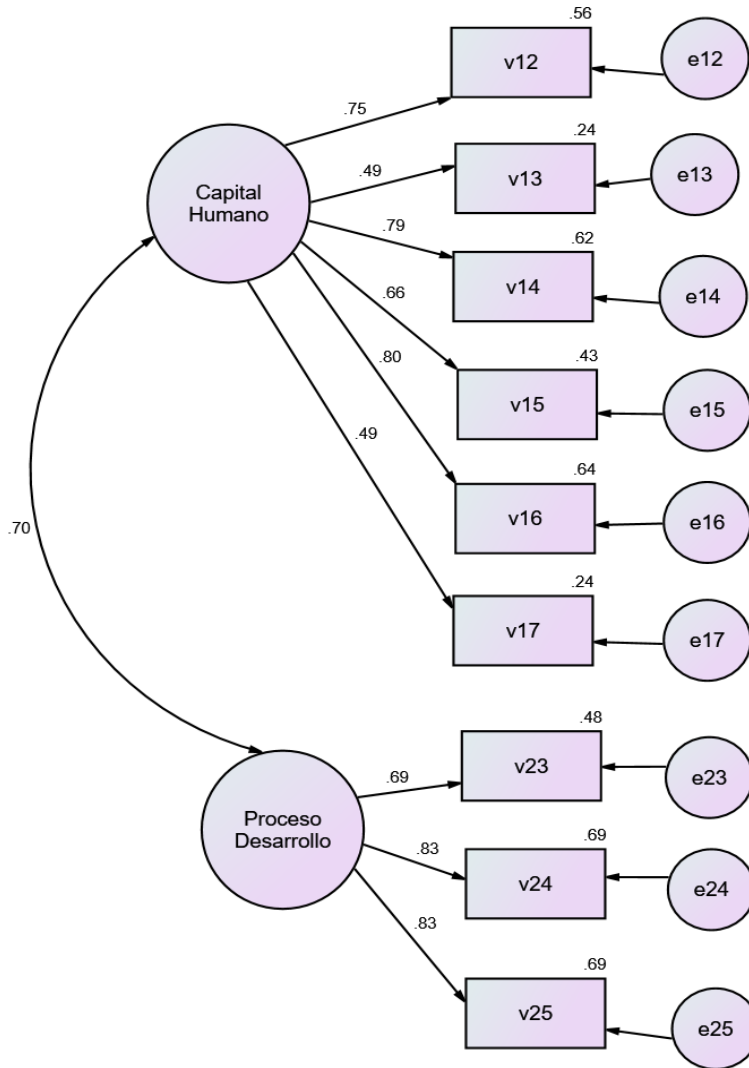 .56
v12
e12
.75
.24
v13
e13
.49
Capital
Humano
.79
.62
v14
e14
.66
.43
v15
e15
.80
.49
.64
v16
e16
.70
.24
v17
e17
.48
v23
e23
.69
Proceso
Desarrollo
.83
.69
v24
e24
.83
.69
v25
e25